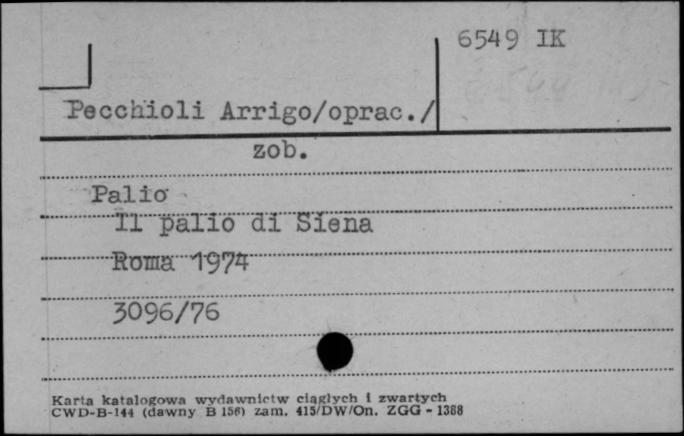 6549 IK
Pecchioli Arrigo/oprac./
zob.
Palio
Il palio di Siena
Roma 1974
3096/76
Karta katalogowa wydawnictw ciągłych i zwartych
CWD-B-144 (dawny B 156) zam. 415/DW/On. ZGG - 1388